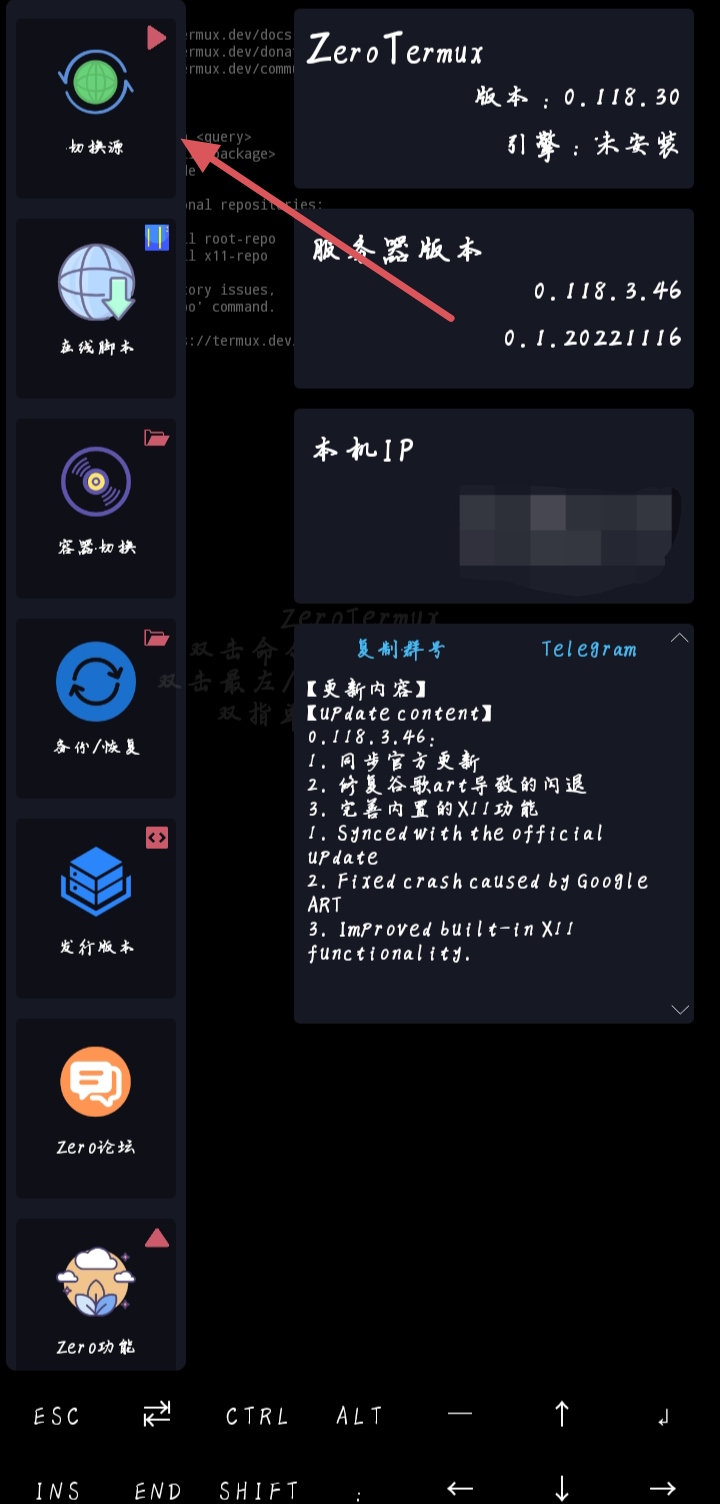 切换源
在线脚本
容器切换
备份/恢复
发行版本
Zero论坛
Zero功能
ermux.dev/docs
ermux.dev/dona
ermux.dev/commu
<query>
package>
onal repositories:
ll root-repo
ll x11-repo
tory issues,
po' command.
s://termux.dev.
ZeroTermux
版本：0.118.30
引擎：未安装
服务器版本
0.118.3.46
0.1.20221116
本机IP
ZeroTermux
双击命令
双击最左/
双指
复制群号 Telegram
【更新内容】
【update content】
0.118.3.46:
1. 同步官方更新
2. 修复谷歌art导致的闪退
3. 完善内置的X11功能
1. Synced with the official
update
2. Fixed crash caused by Google
ART
3. Improved built-in X11
functionality.
ESC ⇄ CTRL ALT — ↑ ↲
INS END SHIFT : ← ↓ →